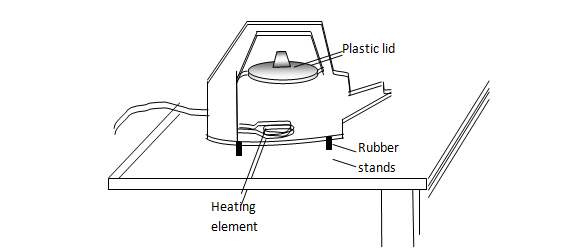 Plastic lid
Rubber
stands
Heating
element